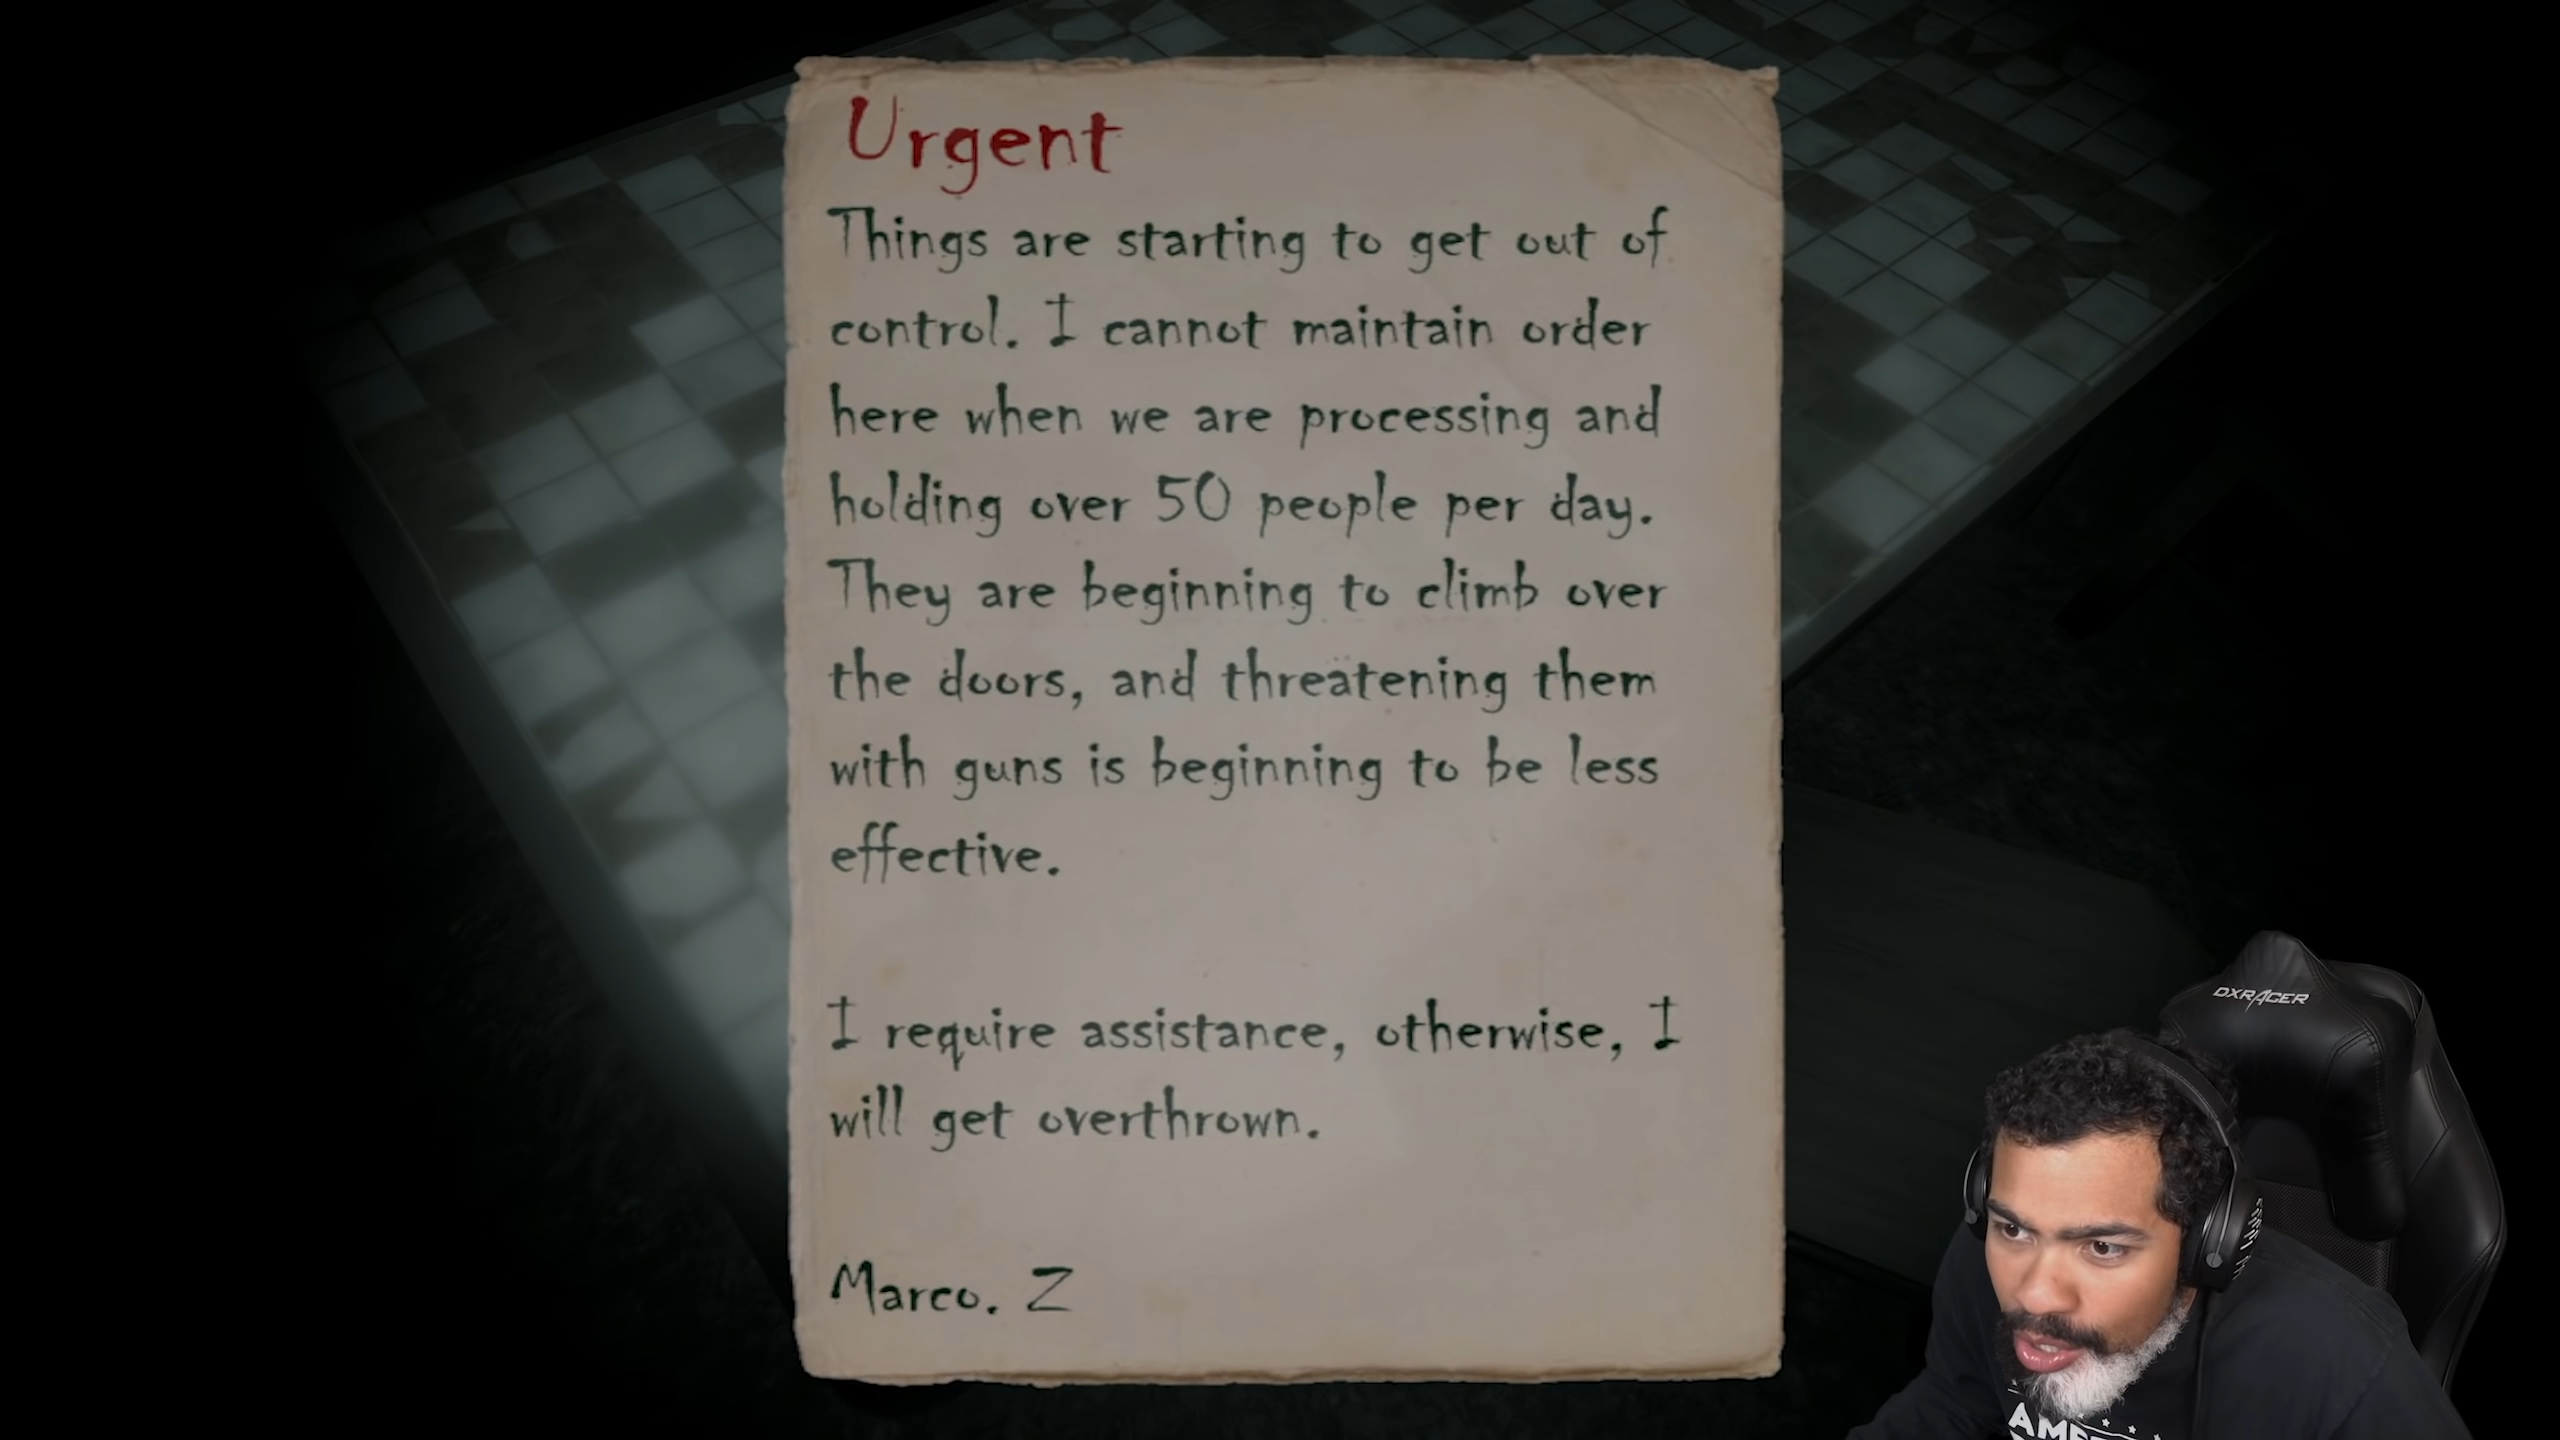 Urgent
Things are starting to get out of
control. I cannot maintain order
here when we are processing and
holding over 50 people per day.
They are beginning to climb over
the doors, and threatening them
with guns is beginning to be less
effective.
I require assistance, otherwise, I
will get overthrown.
Marco. Z
DXRACER